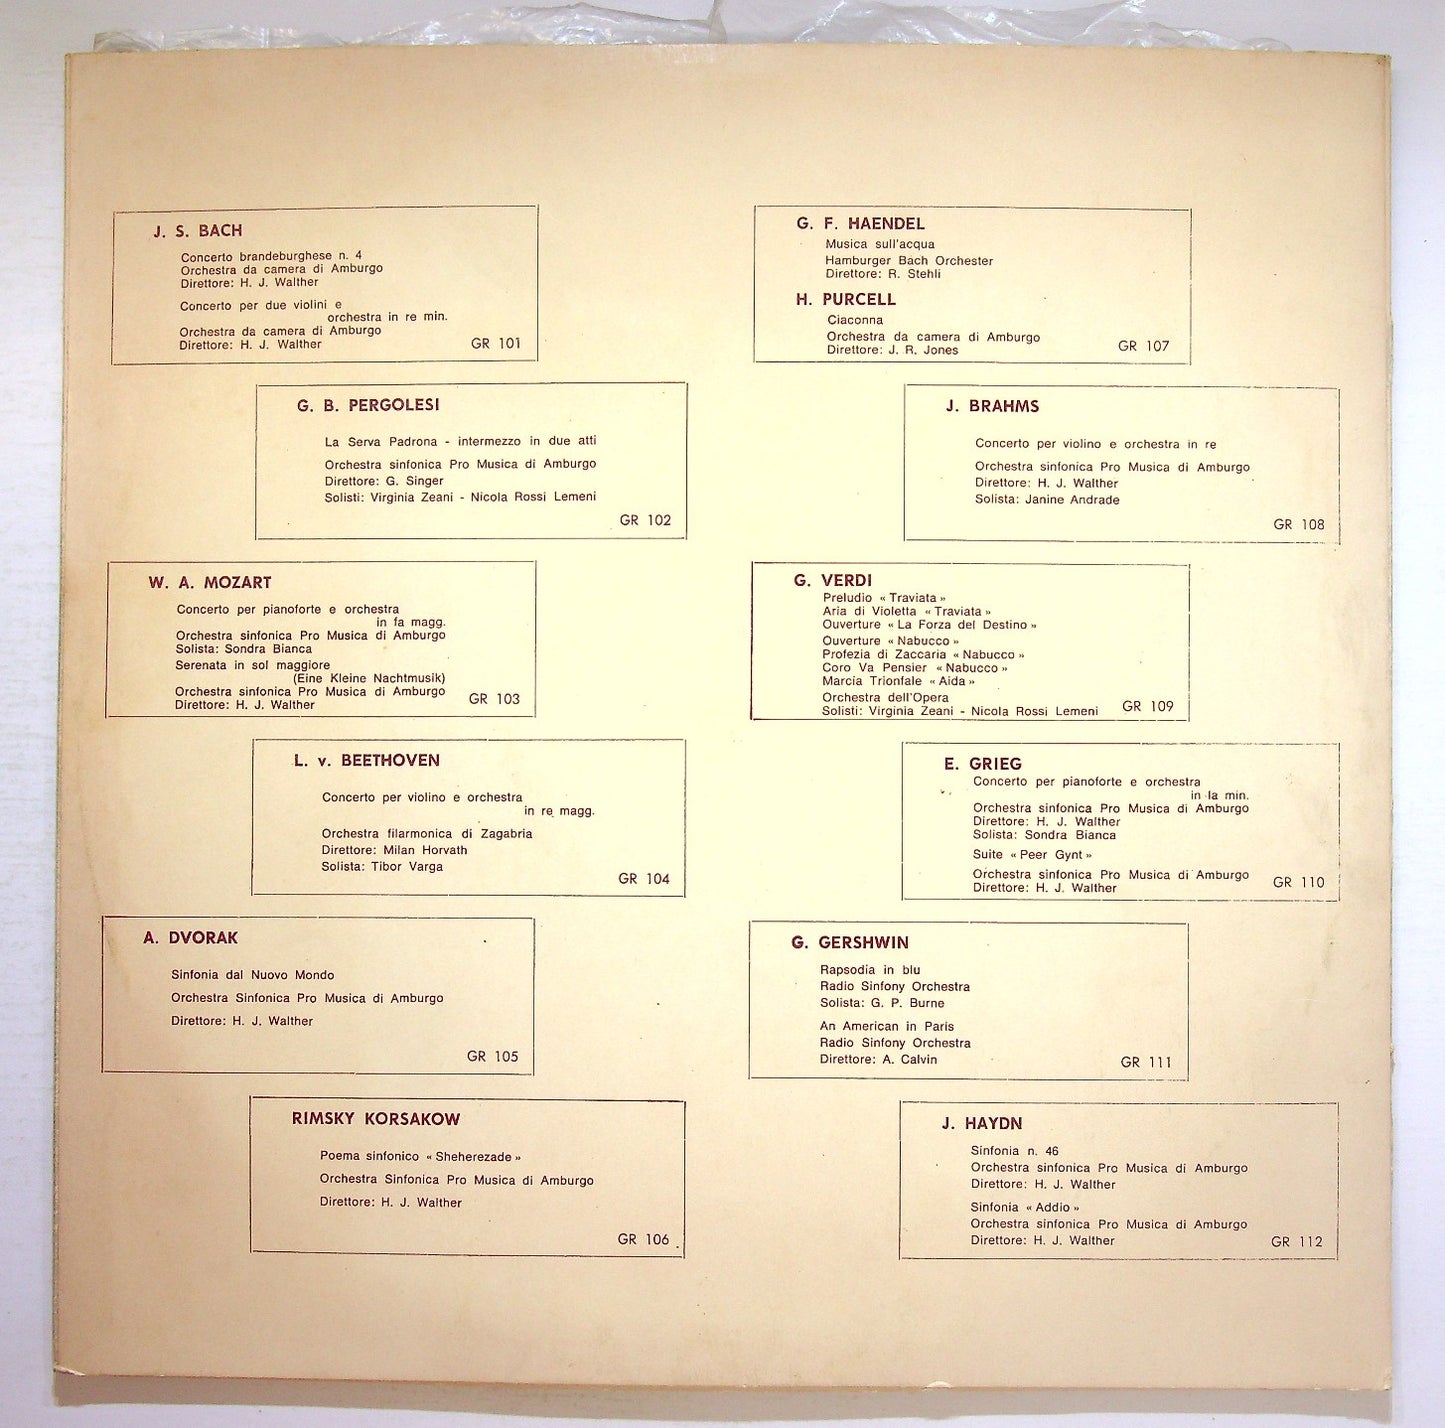 J. S. BACH
Concerto brandeburghese n. 4
Orchestra da camera di Amburgo
Direttore: H. J. Walther
Concerto per due violini e
orchestra in re min.
Orchestra da camera di Amburgo
Direttore: H. J. Walther
GR 101
G. B. PERGOLESI
La Serva Padrona - intermezzo in due atti
Orchestra sinfonica Pro Musica di Amburgo
Direttore: G. Singer
Solisti: Virginia Zeani - Nicola Rossi Lemeni
GR 102
W. A. MOZART
Concerto per pianoforte e orchestra
in fa magg.
Orchestra sinfonica Pro Musica di Amburgo
Solista: Sondra Bianca
Serenata in sol maggiore
(Eine Kleine Nachtmusik)
Orchestra sinfonica Pro Musica di Amburgo
Direttore: H. J. Walther
GR 103
L. v. BEETHOVEN
Concerto per violino e orchestra
in re magg.
Orchestra filarmonica di Zagabria
Direttore: Milan Horvath
Solista: Tibor Varga
GR 104
A. DVORAK
Sinfonia dal Nuovo Mondo
Orchestra Sinfonica Pro Musica di Amburgo
Direttore: H. J. Walther
GR 105
RIMSKY KORSAKOW
Poema sinfonico « Sheherezade »
Orchestra Sinfonica Pro Musica di Amburgo
Direttore: H. J. Walther
GR 106
G. F. HAENDEL
Musica sull'acqua
Hamburger Bach Orchester
Direttore: R. Stehli
H. PURCELL
Ciaconna
Orchestra da camera di Amburgo
Direttore: J. R. Jones
GR 107
J. BRAHMS
Concerto per violino e orchestra in re
Orchestra sinfonica Pro Musica di Amburgo
Direttore: H. J. Walther
Solista: Janine Andrade
GR 108
G. VERDI
Preludio « Traviata »
Aria di Violetta « Traviata »
Ouverture « La Forza del Destino »
Ouverture « Nabucco »
Profezia di Zaccaria « Nabucco »
Coro Va Pensier « Nabucco »
Marcia Trionfale « Aida »
Orchestra dell'Opera
Solisti: Virginia Zeani - Nicola Rossi Lemeni
GR 109
E. GRIEG
Concerto per pianoforte e orchestra
in la min.
Orchestra sinfonica Pro Musica di Amburgo
Direttore: H. J. Walther
Solista: Sondra Bianca
Suite « Peer Gynt »
Orchestra sinfonica Pro Musica di Amburgo
Direttore: H. J. Walther
GR 110
G. GERSHWIN
Rapsodia in blu
Radio Sinfony Orchestra
Solista: G. P. Burne
An American in Paris
Radio Sinfony Orchestra
Direttore: A. Calvin
GR 111
J. HAYDN
Sinfonia n. 46
Orchestra sinfonica Pro Musica di Amburgo
Direttore: H. J. Walther
Sinfonia « Addio »
Orchestra sinfonica Pro Musica di Amburgo
Direttore: H. J. Walther
GR 112